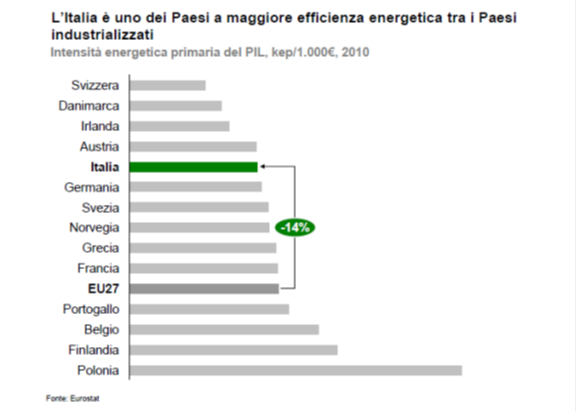 L'Italia è uno dei Paesi a maggiore efficienza energetica tra i Paesi
industrializzati
Intensità energetica primaria del PIL, kep/1.000€, 2010
Svizzera
Danimarca
Irlanda
Austria
Italia
Germania
Svezia
Norvegia
-14%
Grecia
Francia
EU27
Portogallo
Belgio
Finlandia
Polonia
Fonte: Eurostat